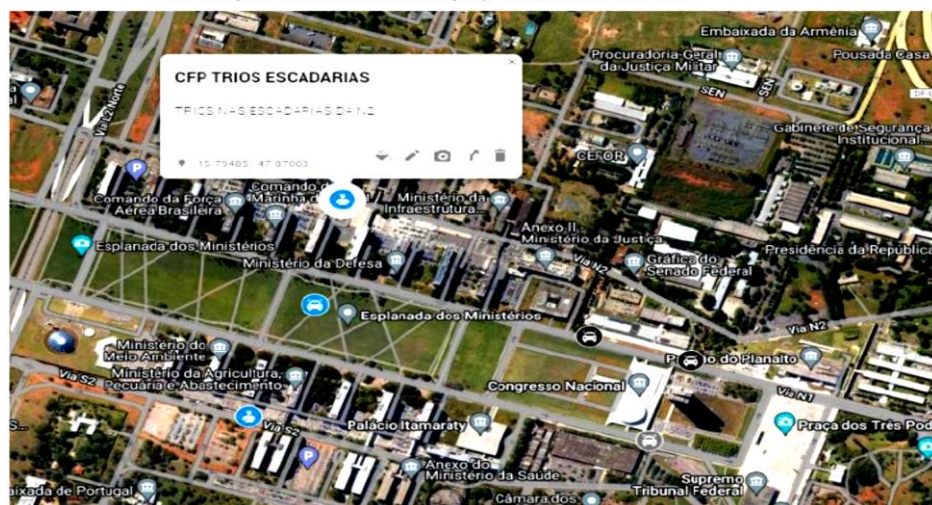 Embaixada da Armênia
Procuradoria-Geral
da Justiça Militar
Pousada Casa
SEN
SEN
CFP TRIOS ESCADARIAS
TRIOS NAS ESCADARIAS DA N2
Via L2 Norte
Gabinete de Segurança
Institucional...
CEFOR
P
Comando da Força
Aérea Brasileira
Comando d
Marinha d
Ministério da
Infraestrutura...
Anexo II -
Ministério da Justiça
Esplanada dos Ministérios
Ministério da Defesa
Via N2
Gráfica do
Senado Federal
Presidência da República
Esplanada dos Ministérios
Via N2
Ministério do
Meio Ambiente
Ministério da Agricultura,
Pecuária e Abastecimento
do Planalto
Congresso Nacional
Via N1
Via S2
Via S2
Palácio Itamaraty
Praça dos Três Pod
S...
P
Anexo do
Ministério da Saúde
Supremo
Tribunal Federal
aixada de Portugal
Câmara dos